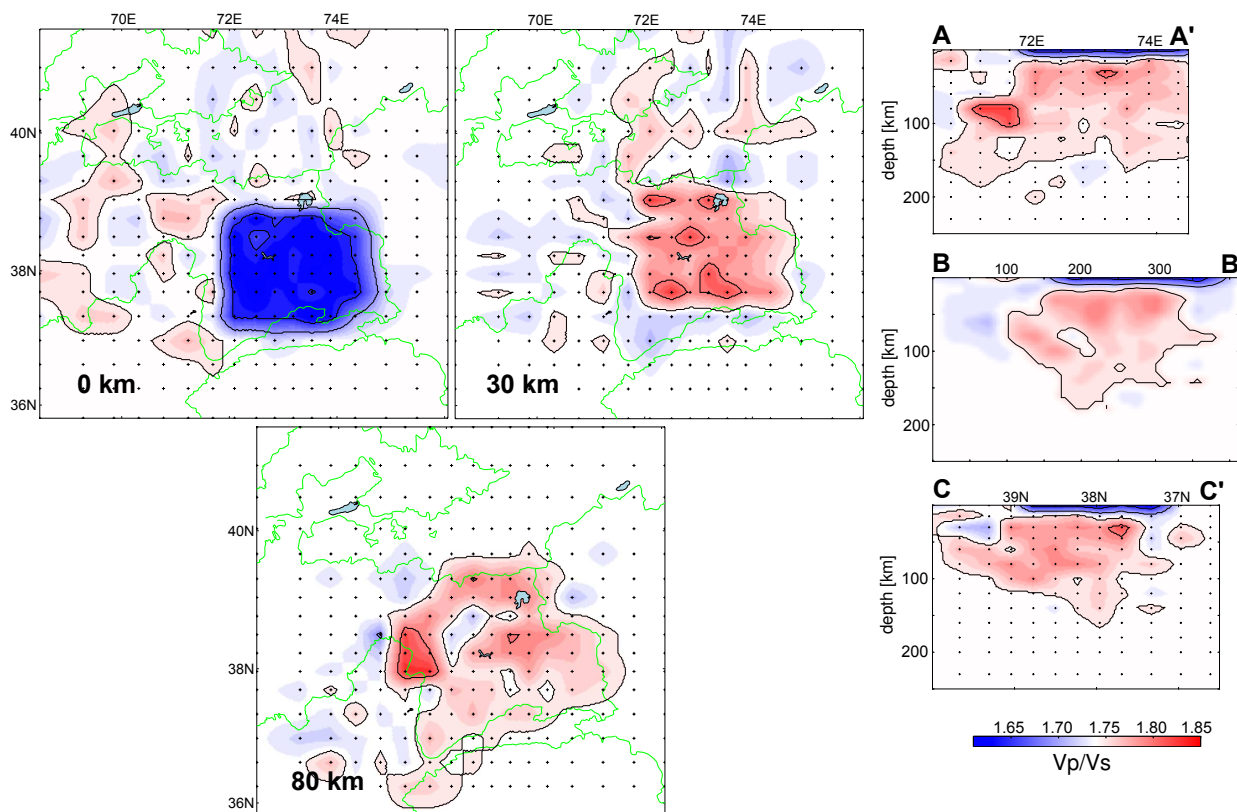 70E 72E 74E
70E 72E 74E
40N
38N
36N
0 km
30 km
40N
38N
36N
80 km
A A'
72E 74E
depth [km]
100
200
B B
100 200 300
depth [km]
100
200
C C'
39N 38N 37N
depth [km]
100
200
1.65 1.70 1.75 1.80 1.85
Vp/Vs